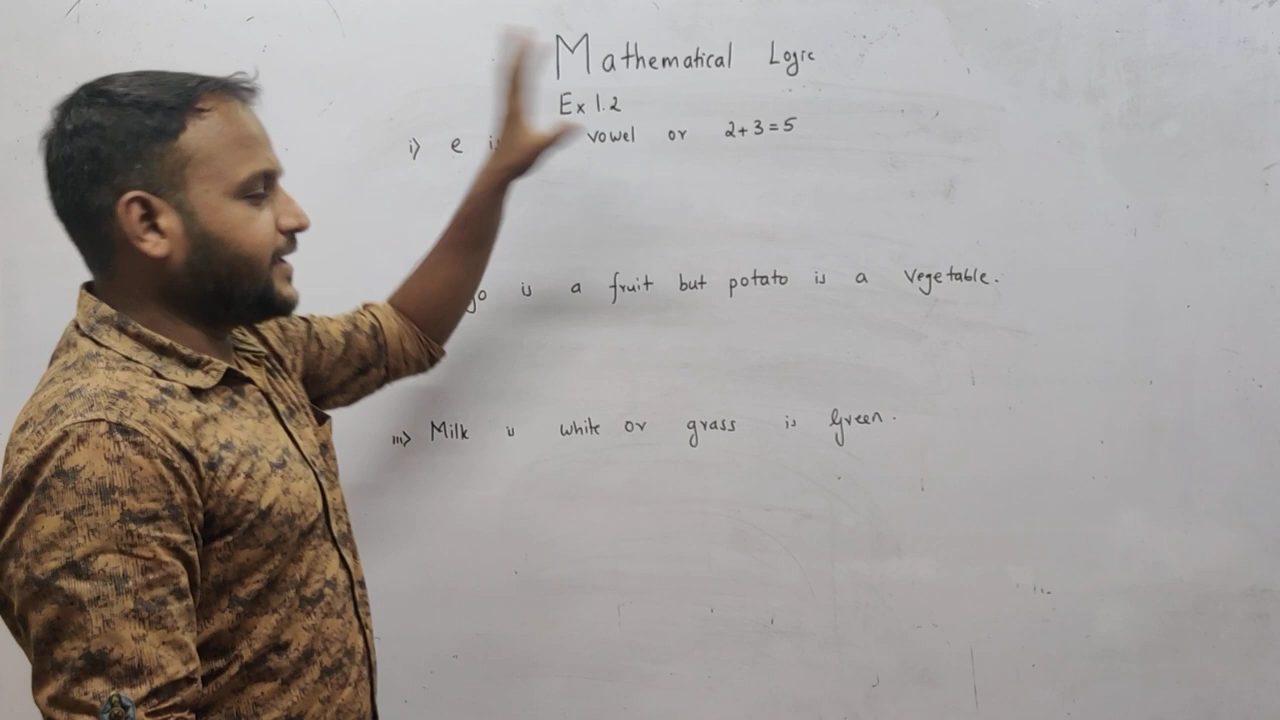 Mathematical Logic
Ex 1.2
i) e is vowel or 2+3=5
go is a fruit but potato is a vegetable.
iii) Milk is white or grass is Green.